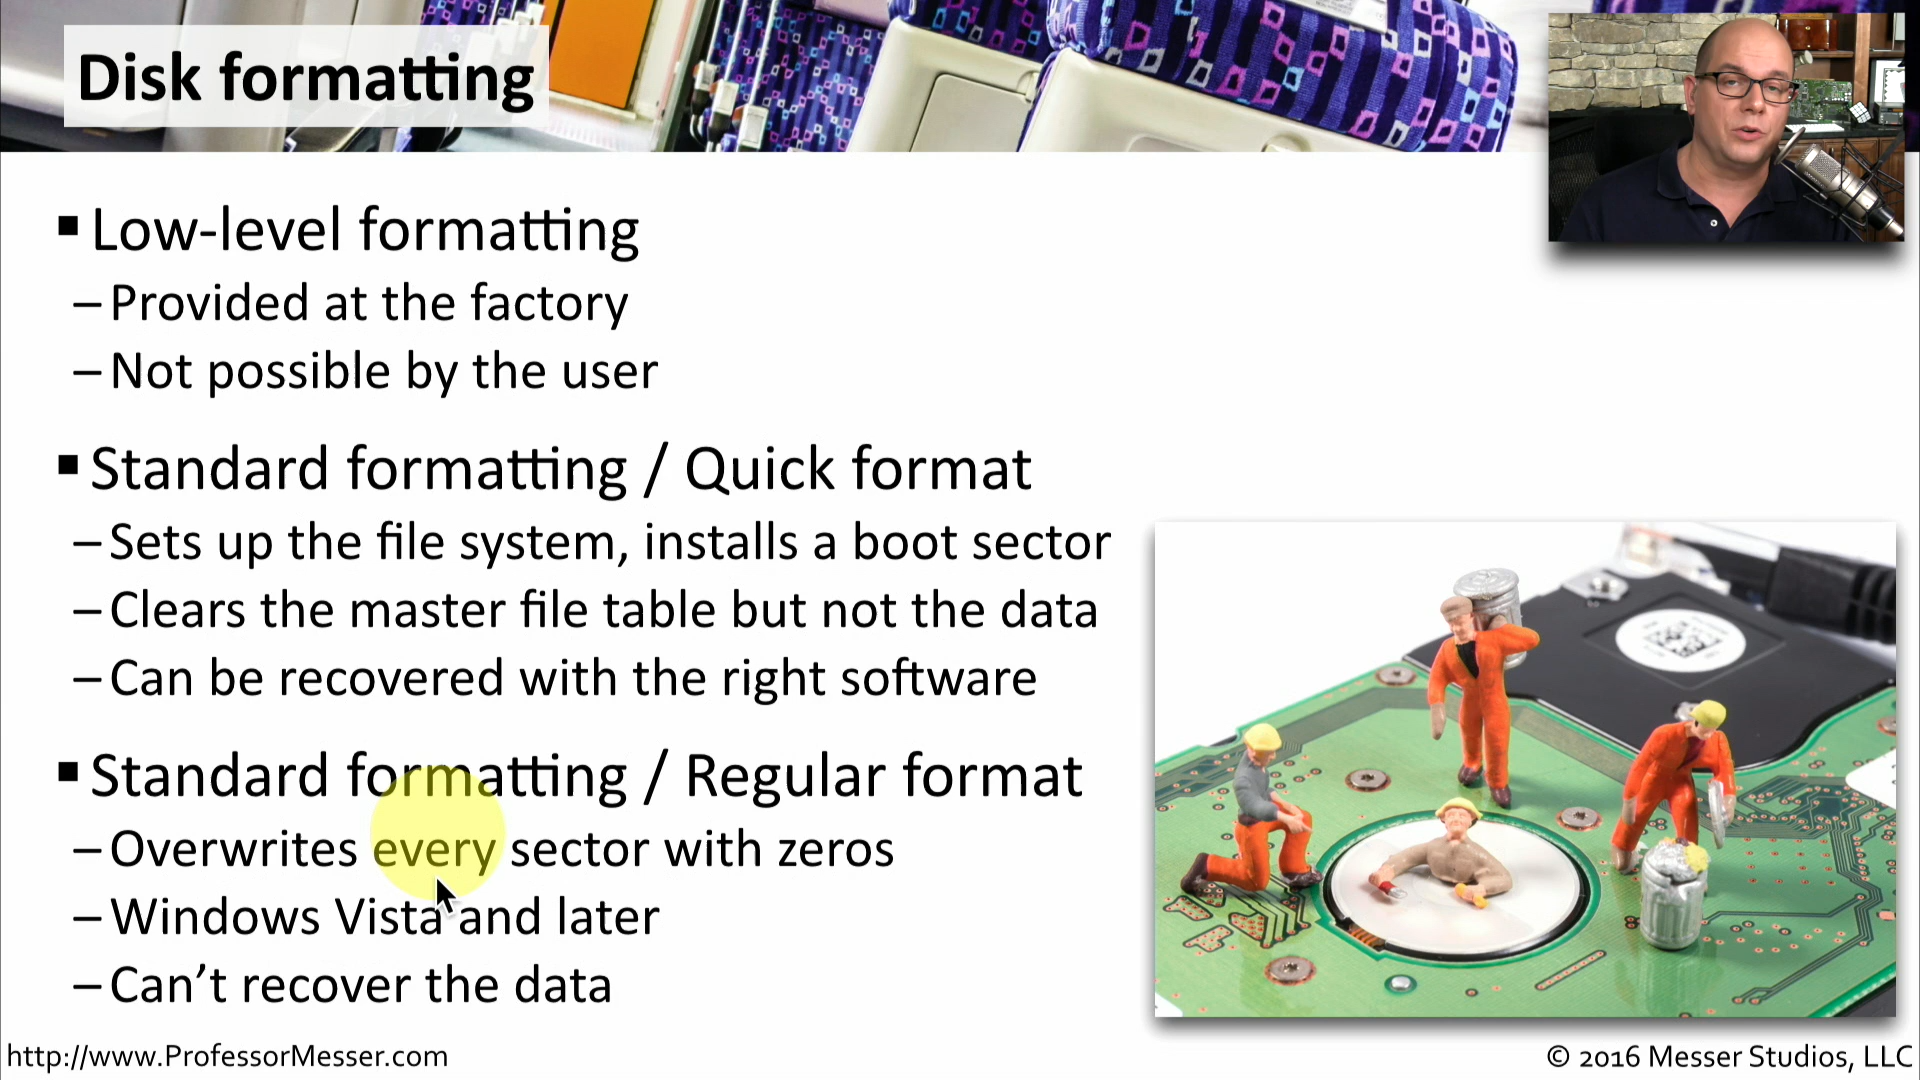 Disk formatting
▪ Low-level formatting
– Provided at the factory
– Not possible by the user
▪ Standard formatting / Quick format
– Sets up the file system, installs a boot sector
– Clears the master file table but not the data
– Can be recovered with the right software
▪ Standard formatting / Regular format
– Overwrites every sector with zeros
– Windows Vista and later
– Can’t recover the data
http://www.ProfessorMesser.com
© 2016 Messer Studios, LLC